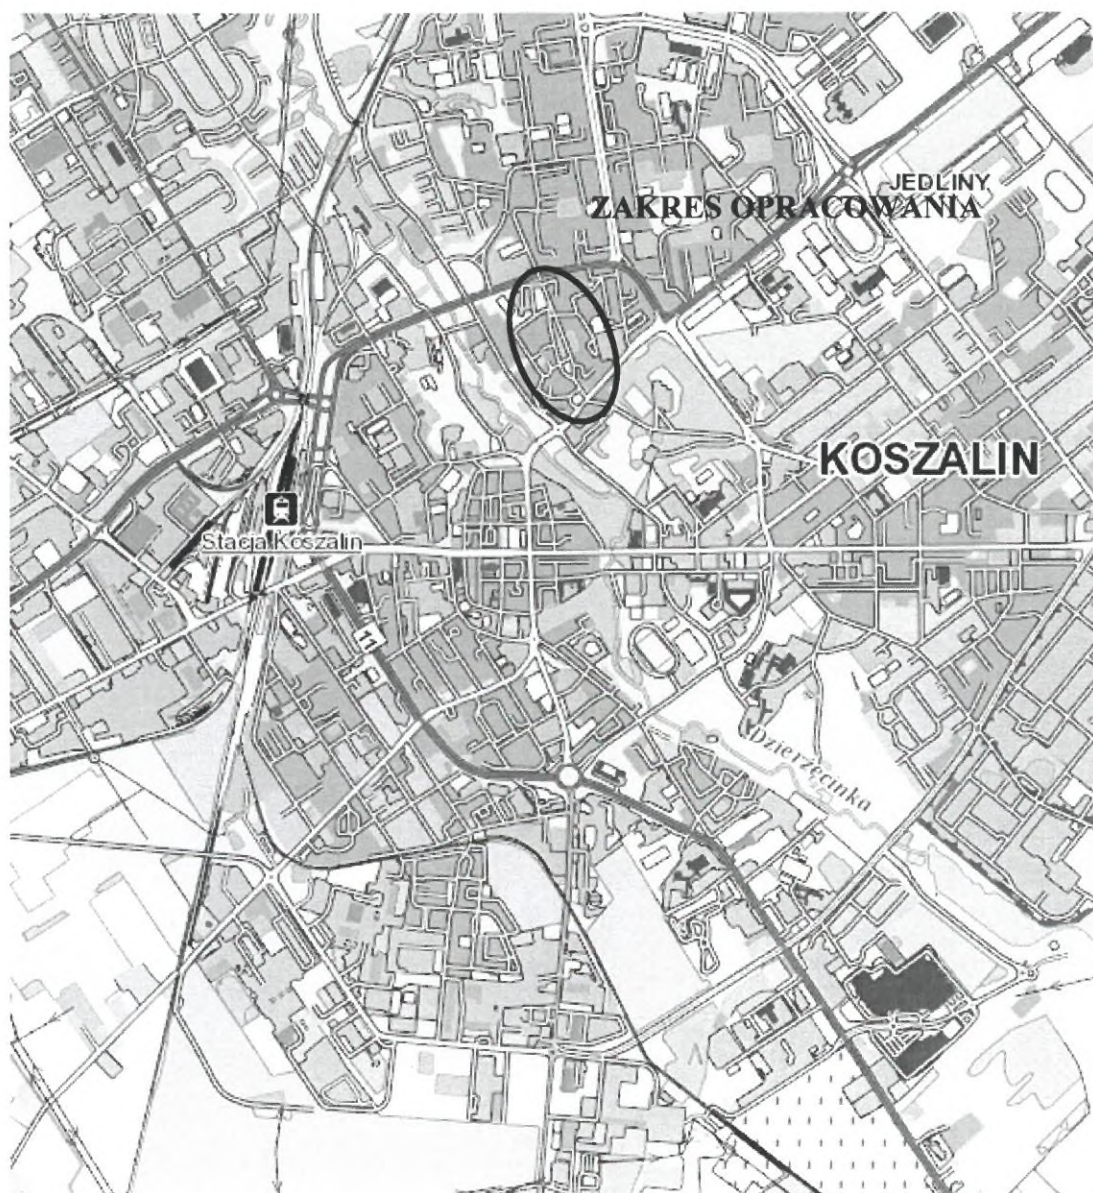 JEDLINY
ZAKRES OPRACOWANIA
KOSZALIN
Stacja Koszalin
11
Dzierżęcinka